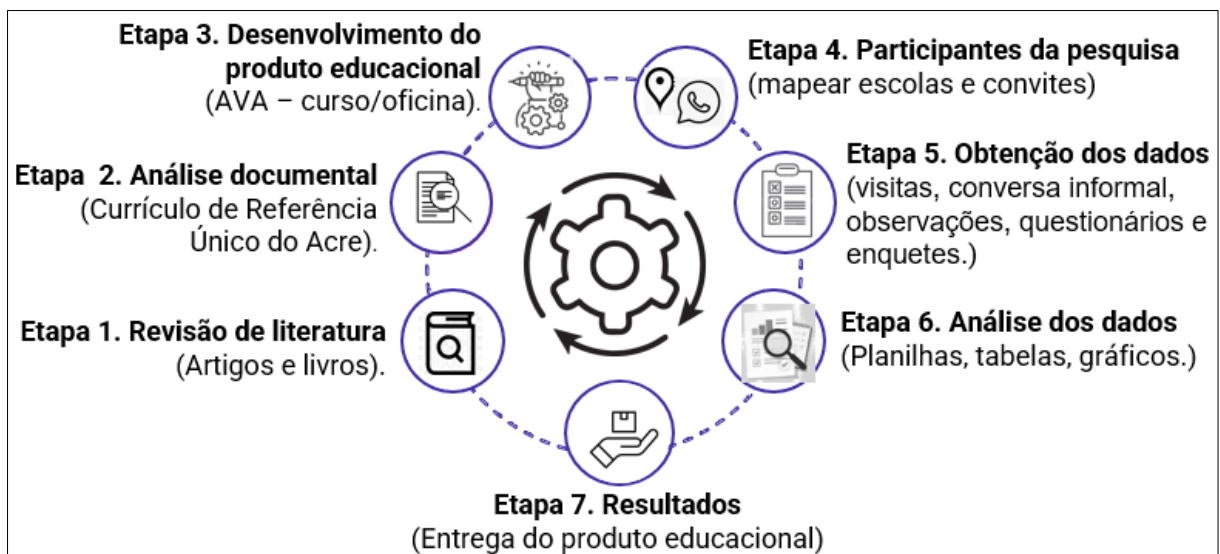 Etapa 3. Desenvolvimento do
produto educacional
(AVA – curso/oficina).
Etapa 4. Participantes da pesquisa
(mapear escolas e convites)
Etapa 2. Análise documental
(Currículo de Referência
Único do Acre).
Etapa 5. Obtenção dos dados
(visitas, conversa informal,
observações, questionários e
enquetes.)
Etapa 1. Revisão de literatura
(Artigos e livros).
Etapa 6. Análise dos dados
(Planilhas, tabelas, gráficos.)
Etapa 7. Resultados
(Entrega do produto educacional)